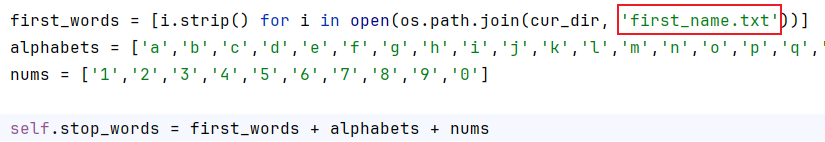 first_words = [i.strip() for i in open(os.path.join(cur_dir, 'first_name.txt'))]
alphabets = ['a','b','c','d','e','f','g','h','i','j','k','l','m','n','o','p','q','
nums = ['1','2','3','4','5','6','7','8','9','0']
self.stop_words = first_words + alphabets + nums